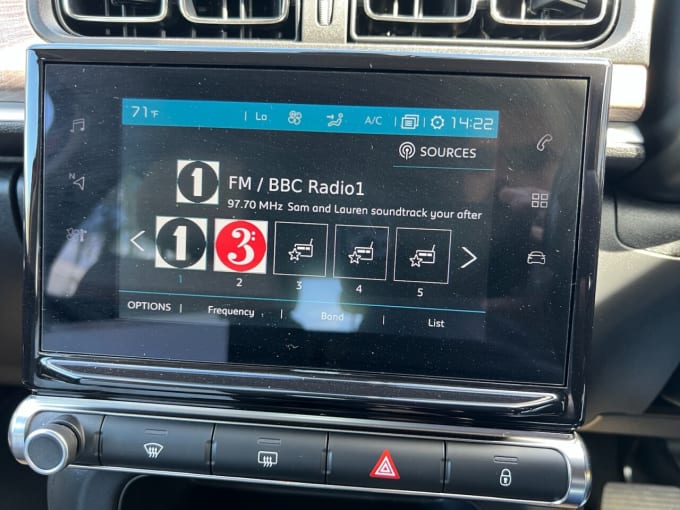 71°F | Lo A/C | | 14:22
SOURCES
1 FM / BBC Radio1
97.70 MHz Sam and Lauren soundtrack your after
1 3
1 2 3 4 5
OPTIONS | Frequency | Band | List
N